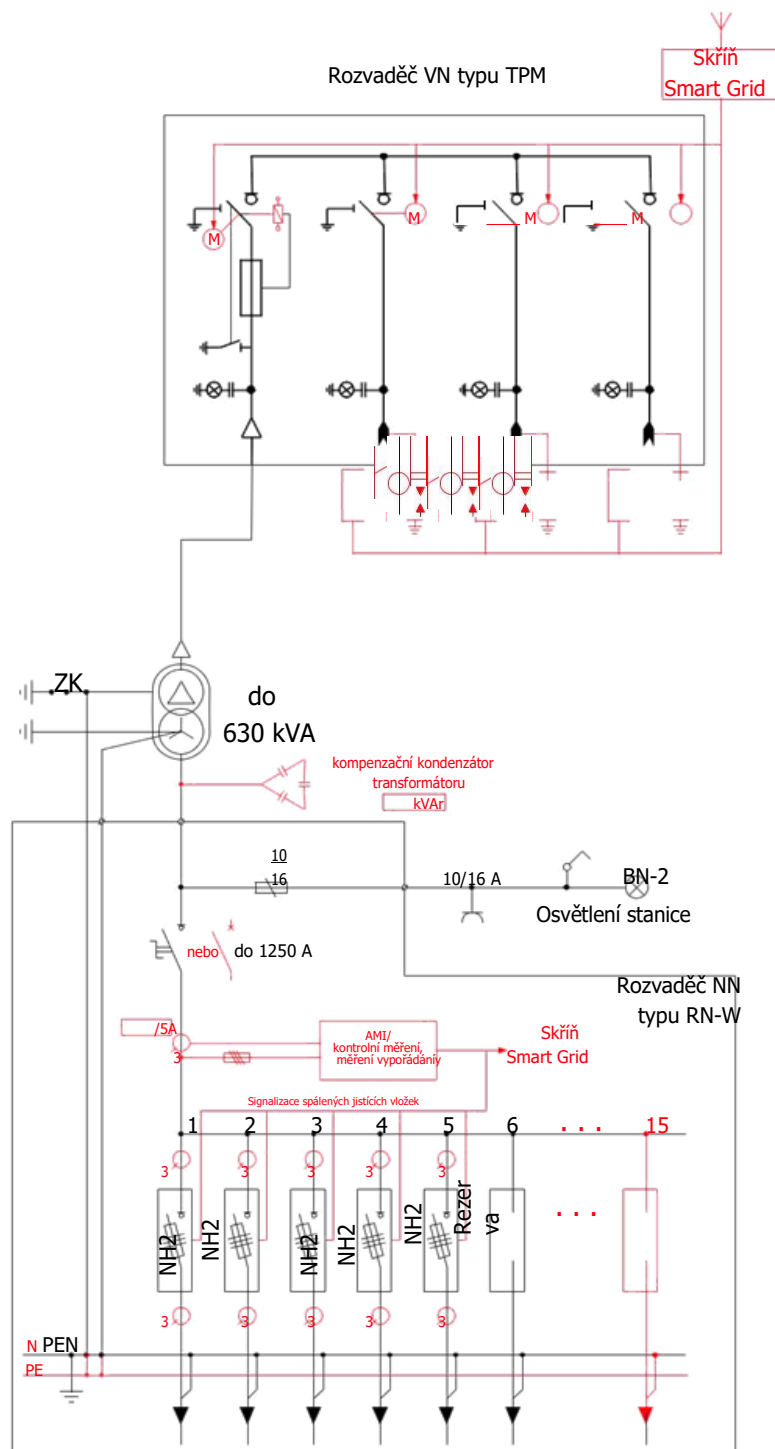 Skříň
Smart Grid
Rozvaděč VN typu TPM
M
M
M
M
ZK
do
630 kVA
kompenzační kondenzátor
transformátoru
kVAr
10
16
10/16 A
BN-2
Osvětlení stanice
nebo
do 1250 A
Rozvaděč NN
typu RN-W
/5A
3
AMI/
kontrolní měření,
měření vypořádáníy
Skříň
Smart Grid
Signalizace spálených jistících vložek
1 2 3 4 5 6 . . . 15
3 3 3 3 3
NH2 NH2 NH2 NH2 NH2 Rezer
va
. . .
3 3 3 3 3
N PEN
PE